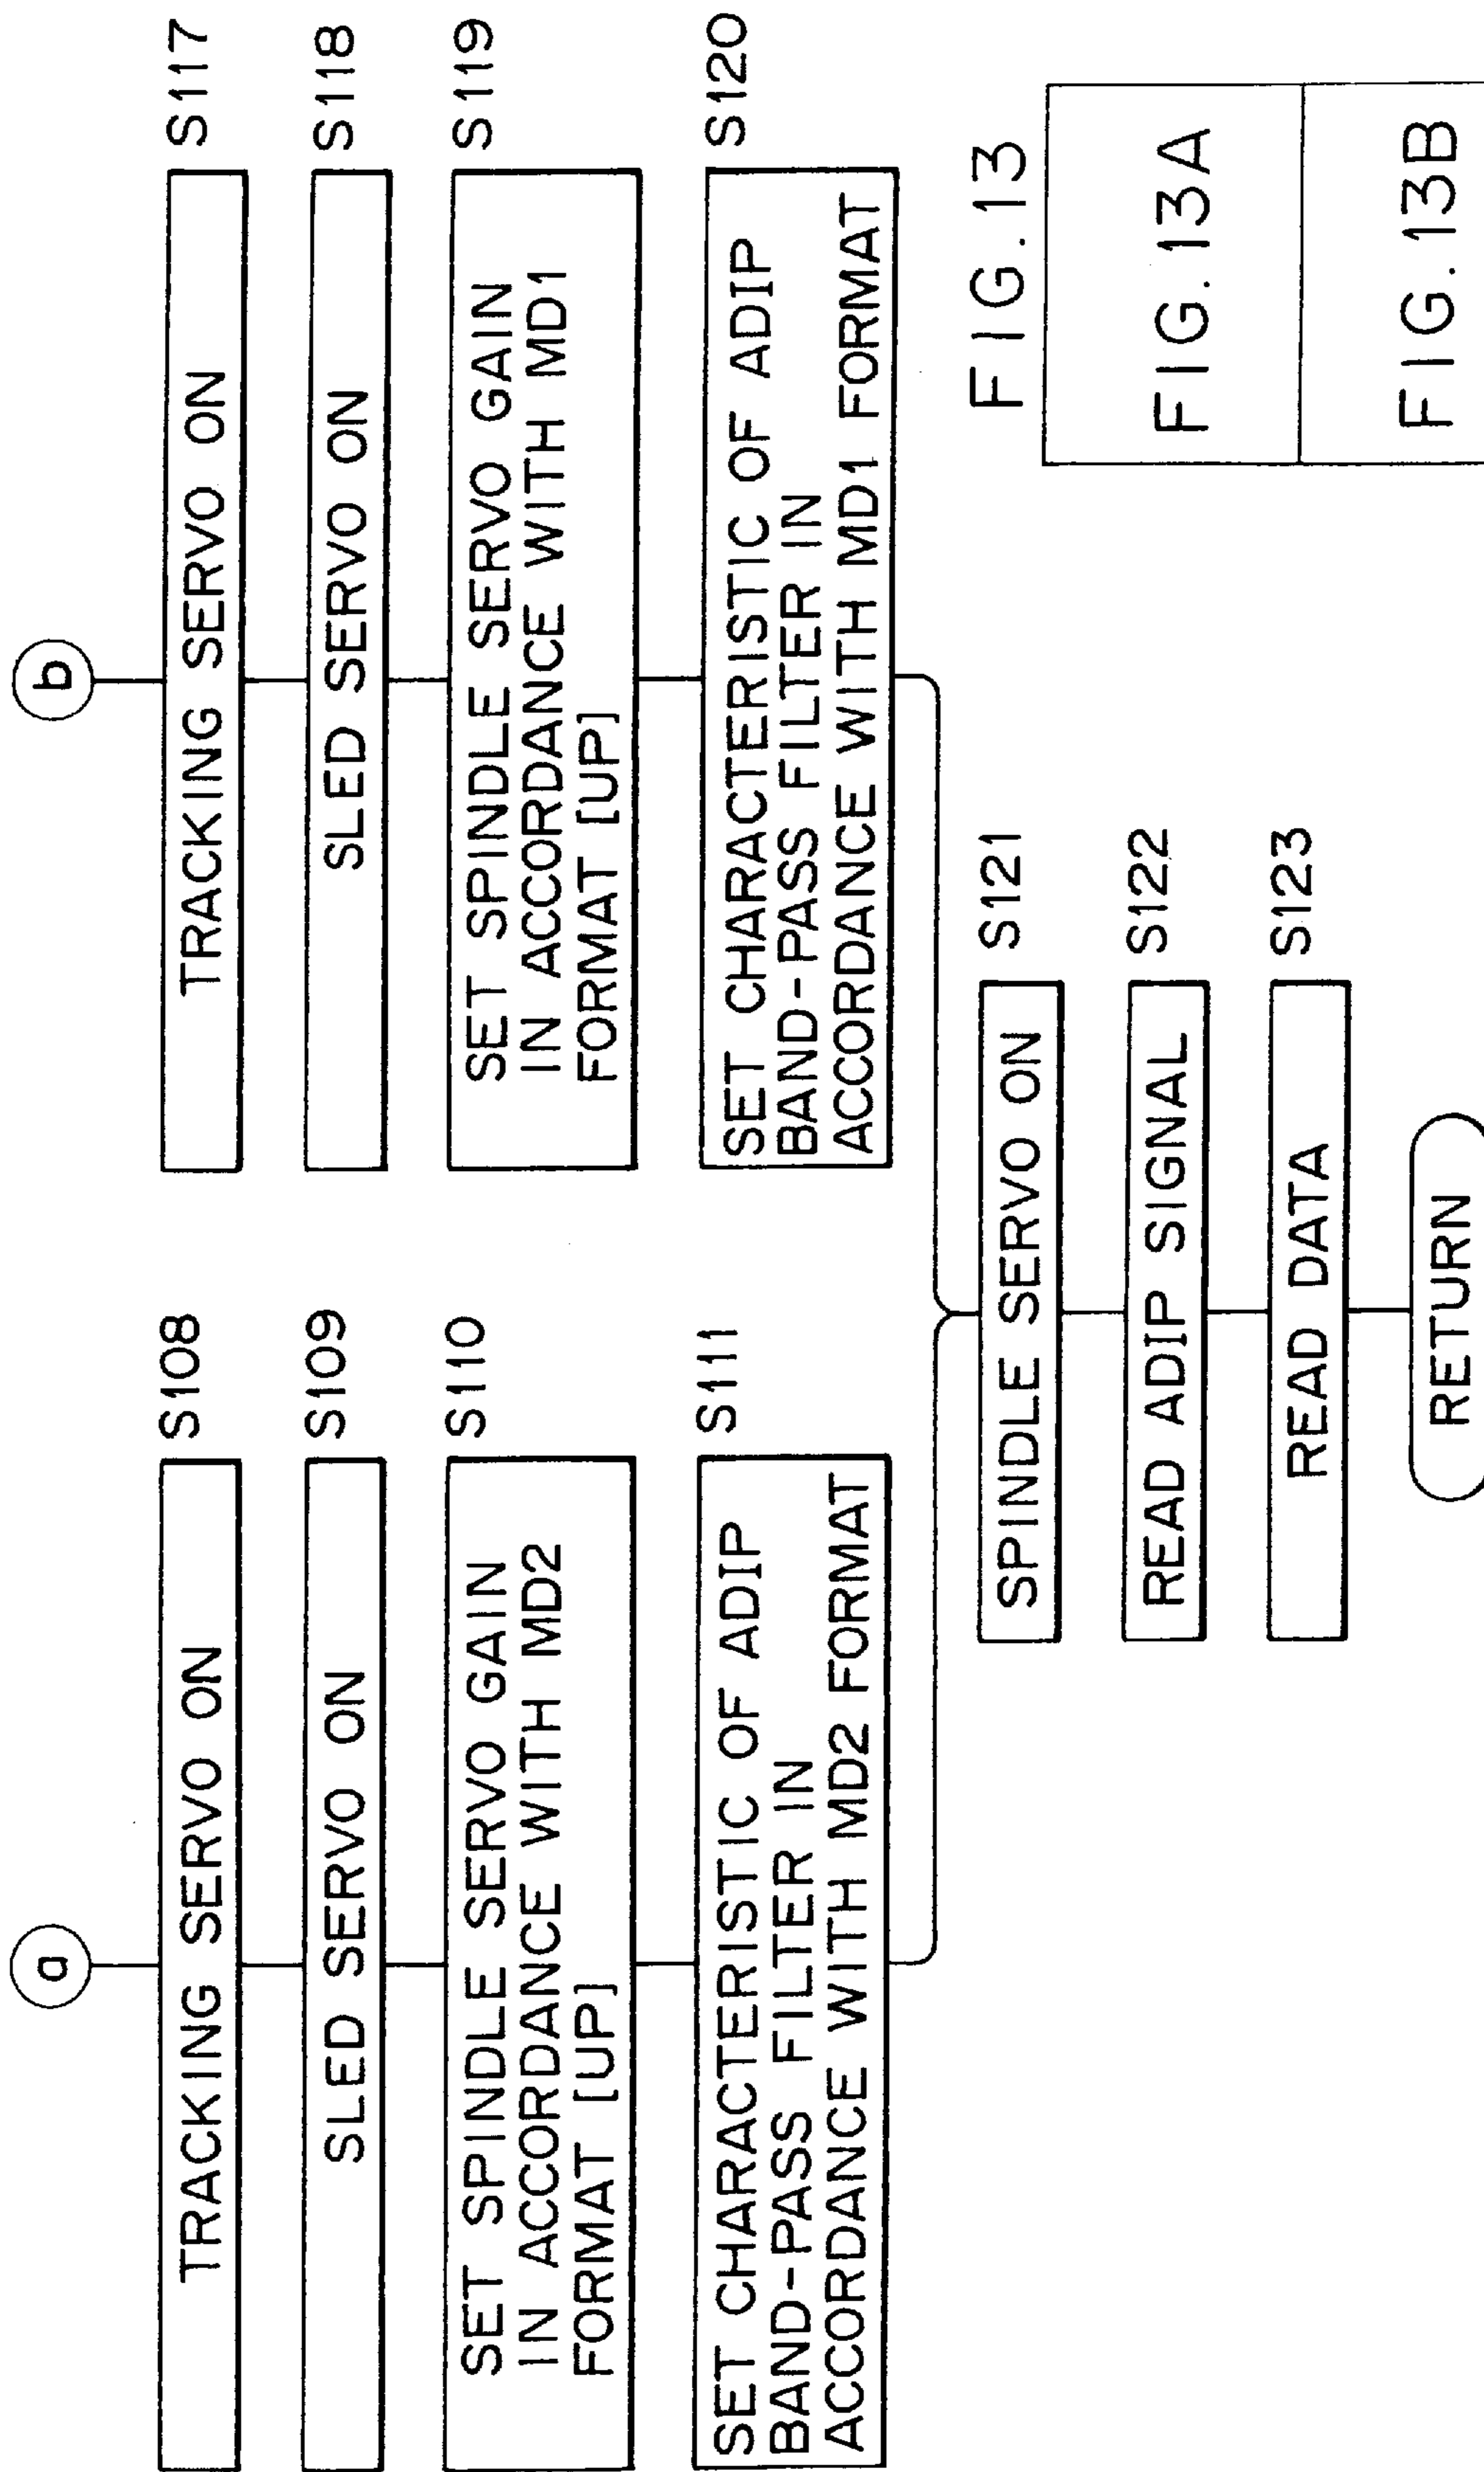 a
TRACKING SERVO ON
S108
SLED SERVO ON
S109
SET SPINDLE SERVO GAIN
IN ACCORDANCE WITH MD2
FORMAT [UP]
S110
SET CHARACTERISTIC OF ADIP
BAND-PASS FILTER IN
ACCORDANCE WITH MD2 FORMAT
S111
b
TRACKING SERVO ON
S117
SLED SERVO ON
S118
SET SPINDLE SERVO GAIN
IN ACCORDANCE WITH MD1
FORMAT [UP]
S119
SET CHARACTERISTIC OF ADIP
BAND-PASS FILTER IN
ACCORDANCE WITH MD1 FORMAT
S120
SPINDLE SERVO ON
S121
READ ADIP SIGNAL
S122
READ DATA
S123
RETURN
FIG.13
FIG.13A
FIG.13B